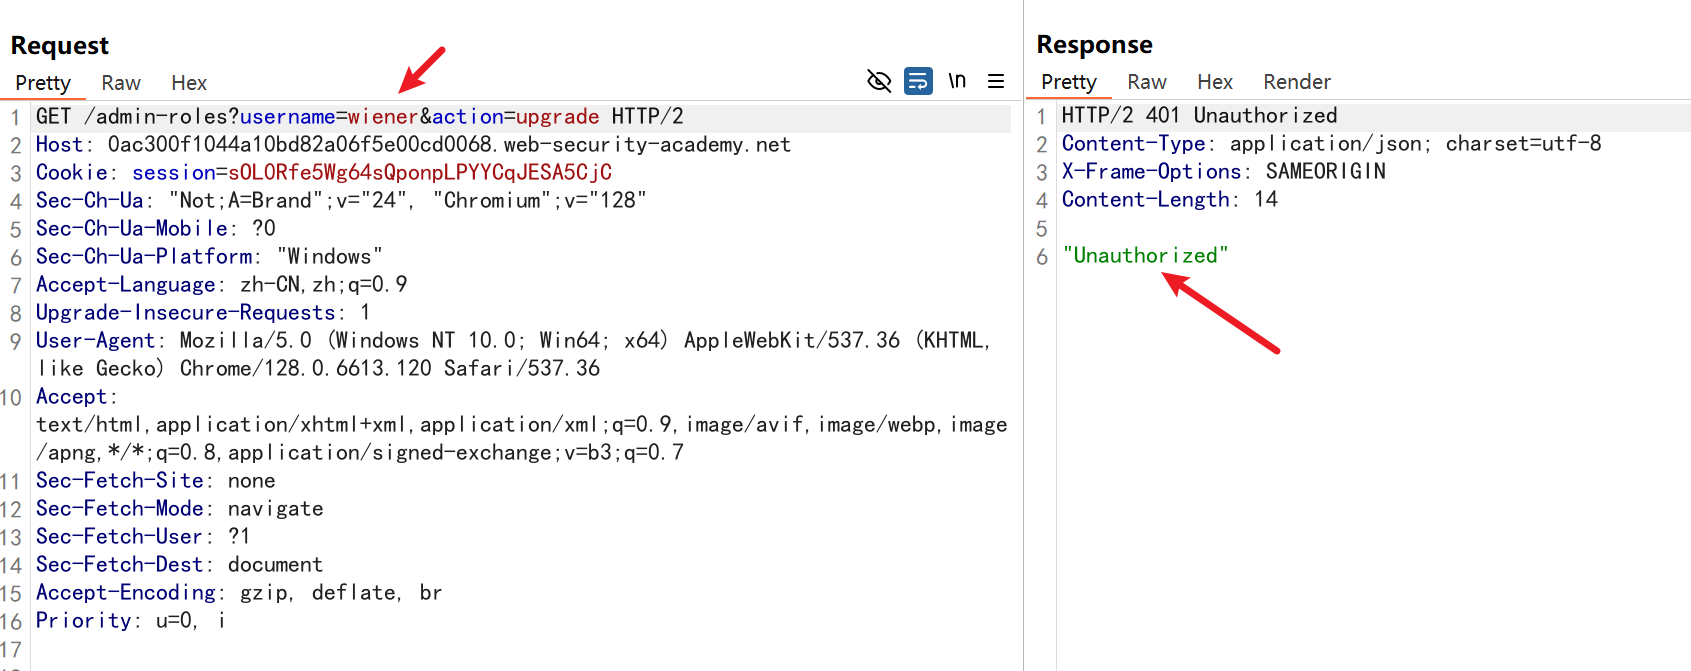 Request
Pretty Raw Hex
\n
1 GET /admin-roles?username=wiener&action=upgrade HTTP/2
2 Host: 0ac300f1044a10bd82a06f5e00cd0068.web-security-academy.net
3 Cookie: session=sOLORfe5Wg64sQponpLPYYCqJESA5CjC
4 Sec-Ch-Ua: "Not;A=Brand";v="24", "Chromium";v="128"
5 Sec-Ch-Ua-Mobile: ?0
6 Sec-Ch-Ua-Platform: "Windows"
7 Accept-Language: zh-CN,zh;q=0.9
8 Upgrade-Insecure-Requests: 1
9 User-Agent: Mozilla/5.0 (Windows NT 10.0; Win64; x64) AppleWebKit/537.36 (KHTML,
like Gecko) Chrome/128.0.6613.120 Safari/537.36
10 Accept:
text/html,application/xhtml+xml,application/xml;q=0.9,image/avif,image/webp,image
/apng,*/*;q=0.8,application/signed-exchange;v=b3;q=0.7
11 Sec-Fetch-Site: none
12 Sec-Fetch-Mode: navigate
13 Sec-Fetch-User: ?1
14 Sec-Fetch-Dest: document
15 Accept-Encoding: gzip, deflate, br
16 Priority: u=0, i
17
Response
Pretty Raw Hex Render
1 HTTP/2 401 Unauthorized
2 Content-Type: application/json; charset=utf-8
3 X-Frame-Options: SAMEORIGIN
4 Content-Length: 14
5
6 "Unauthorized"